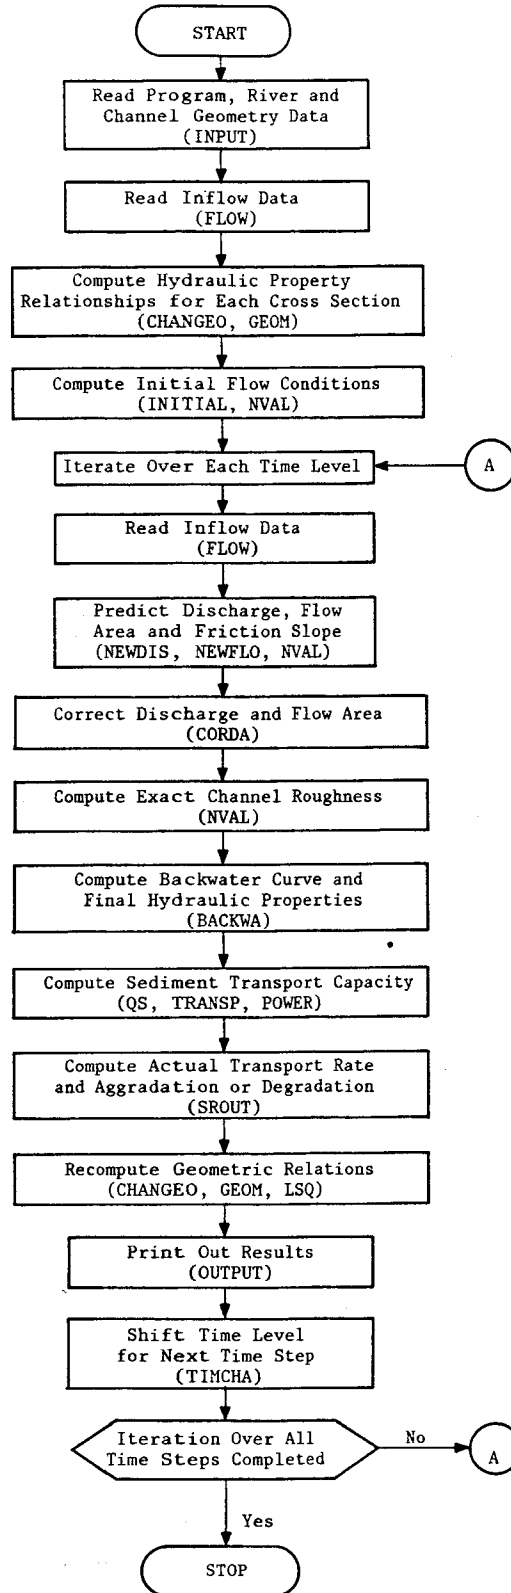 START
Read Program, River and
Channel Geometry Data
(INPUT)
Read Inflow Data
(FLOW)
Compute Hydraulic Property
Relationships for Each Cross Section
(CHANGEO, GEOM)
Compute Initial Flow Conditions
(INITIAL, NVAL)
Iterate Over Each Time Level
A
Read Inflow Data
(FLOW)
Predict Discharge, Flow
Area and Friction Slope
(NEWDIS, NEWFLO, NVAL)
Correct Discharge and Flow Area
(CORDA)
Compute Exact Channel Roughness
(NVAL)
Compute Backwater Curve and
Final Hydraulic Properties
(BACKWA)
Compute Sediment Transport Capacity
(QS, TRANSP, POWER)
Compute Actual Transport Rate
and Aggradation or Degradation
(SROUT)
Recompute Geometric Relations
(CHANGEO, GEOM, LSQ)
Print Out Results
(OUTPUT)
Shift Time Level
for Next Time Step
(TIMCHA)
Iteration Over All
Time Steps Completed
No
A
Yes
STOP